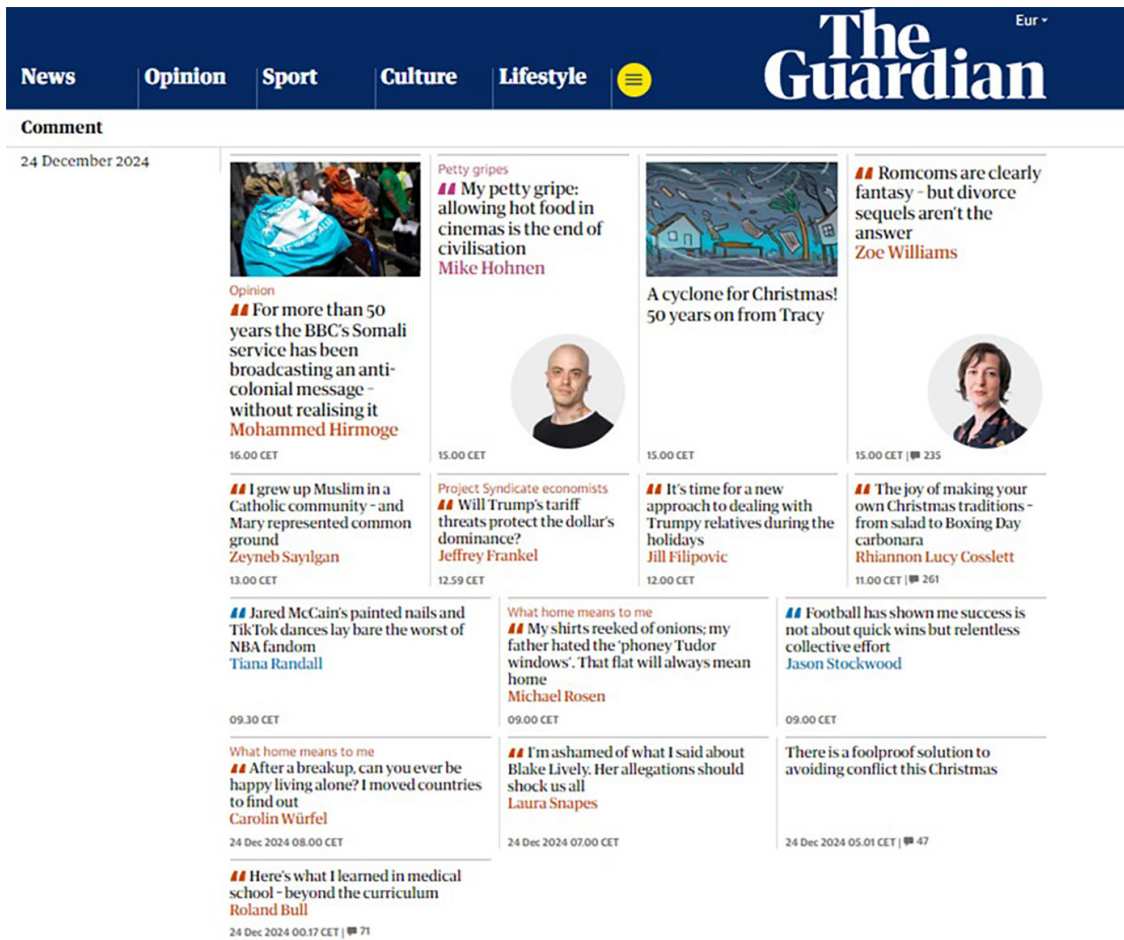 The
Guardian
Eur
News
Opinion
Sport
Culture
Lifestyle
Comment
24 December 2024
Opinion
For more than 50
years the BBC's Somali
service has been
broadcasting an anti-
colonial message –
without realising it
Mohammed Hirmoge
16.00 CET
Petty gripes
My petty gripe:
allowing hot food in
cinemas is the end of
civilisation
Mike Hohnen
15.00 CET
A cyclone for Christmas!
50 years on from Tracy
15.00 CET
Romcoms are clearly
fantasy – but divorce
sequels aren't the
answer
Zoe Williams
15.00 CET | 235
I grew up Muslim in a
Catholic community – and
Mary represented common
ground
Zeyneb Sayılgan
13.00 CET
Project Syndicate economists
Will Trump's tariff
threats protect the dollar's
dominance?
Jeffrey Frankel
12.59 CET
It's time for a new
approach to dealing with
Trumpy relatives during the
holidays
Jill Filipovic
12.00 CET
The joy of making your
own Christmas traditions –
from salad to Boxing Day
carbonara
Rhiannon Lucy Cosslett
11.00 CET | 261
Jared McCain's painted nails and
TikTok dances lay bare the worst of
NBA fandom
Tiana Randall
09.30 CET
What home means to me
My shirts reeked of onions; my
father hated the 'phoney Tudor
windows'. That flat will always mean
home
Michael Rosen
09.00 CET
Football has shown me success is
not about quick wins but relentless
collective effort
Jason Stockwood
09.00 CET
What home means to me
After a breakup, can you ever be
happy living alone? I moved countries
to find out
Carolin Würfel
24 Dec 2024 08.00 CET
I'm ashamed of what I said about
Blake Lively. Her allegations should
shock us all
Laura Snapes
24 Dec 2024 07.00 CET
There is a foolproof solution to
avoiding conflict this Christmas
24 Dec 2024 05.01 CET | 47
Here's what I learned in medical
school – beyond the curriculum
Roland Bull
24 Dec 2024 00.17 CET | 71